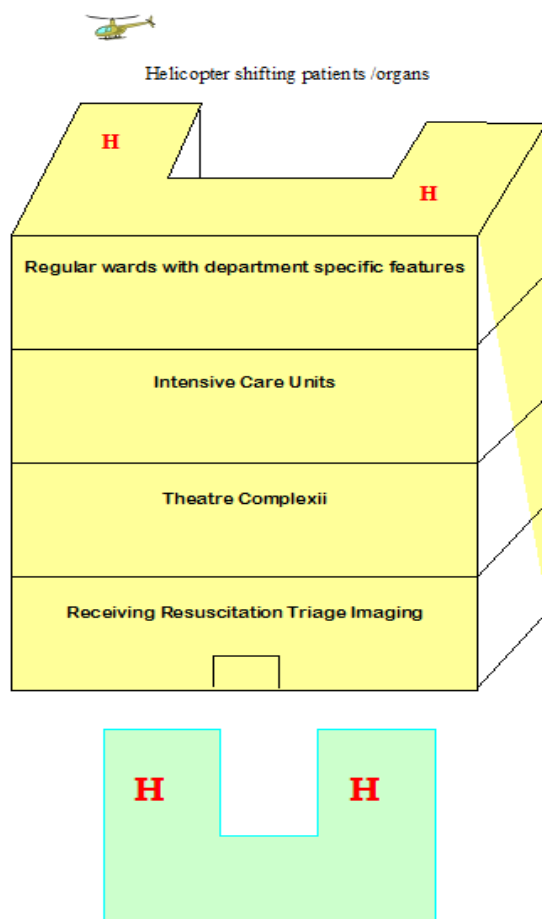 Helicopter shifting patients /organs
H
H
Regular wards with department specific features
Intensive Care Units
Theatre Complexii
Receiving Resuscitation Triage Imaging
H H